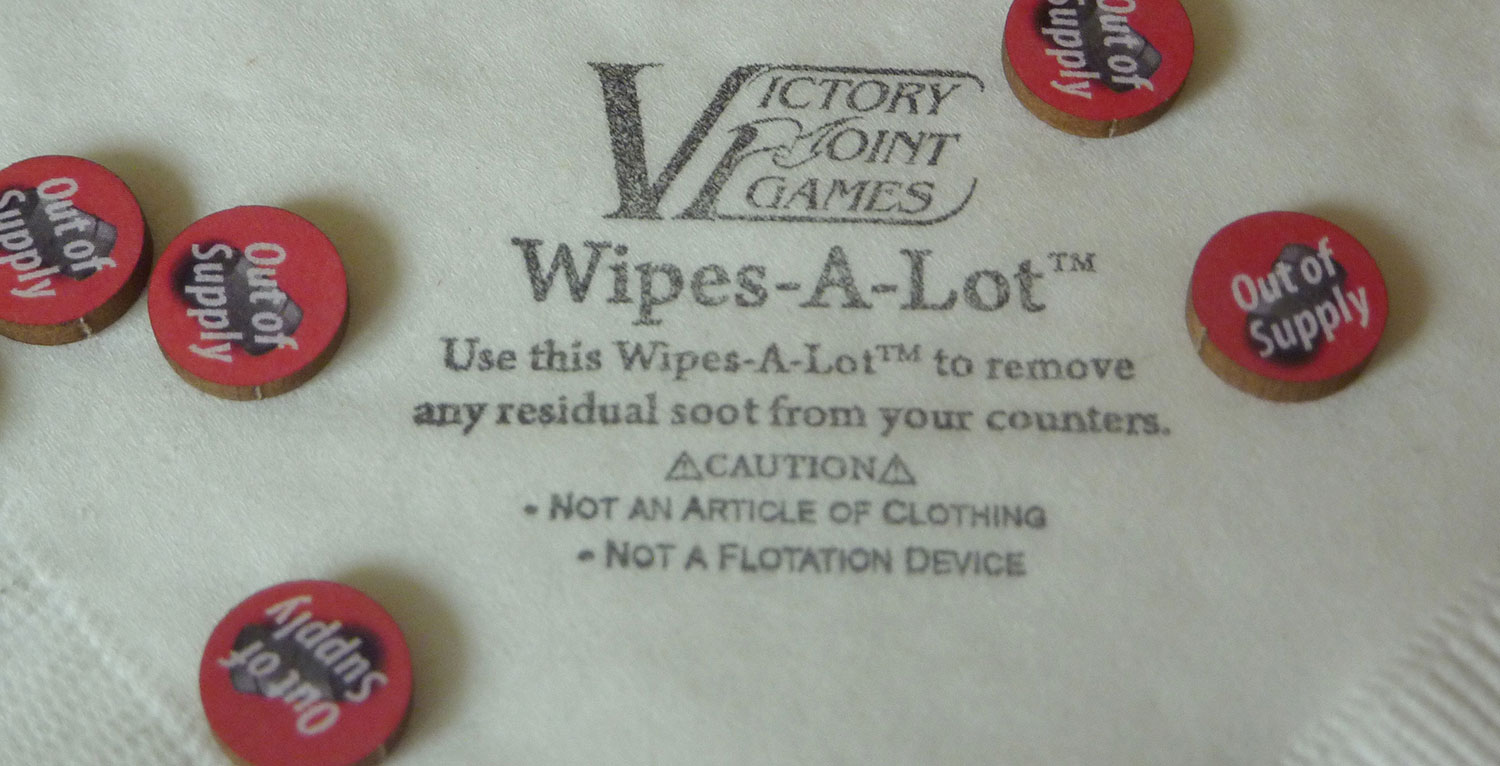 Out of
Supply
VICTORY
POINT
GAMES
Wipes-A-Lot™
Use this Wipes-A-Lot™ to remove
any residual soot from your counters.
⚠CAUTION⚠
• NOT AN ARTICLE OF CLOTHING
• NOT A FLOTATION DEVICE
Out of
Supply
Out of
Supply
Out of
Supply
Out of
Supply